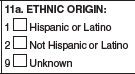 11a. ETHNIC ORIGIN:
1 Hispanic or Latino
2 Not Hispanic or Latino
9 Unknown